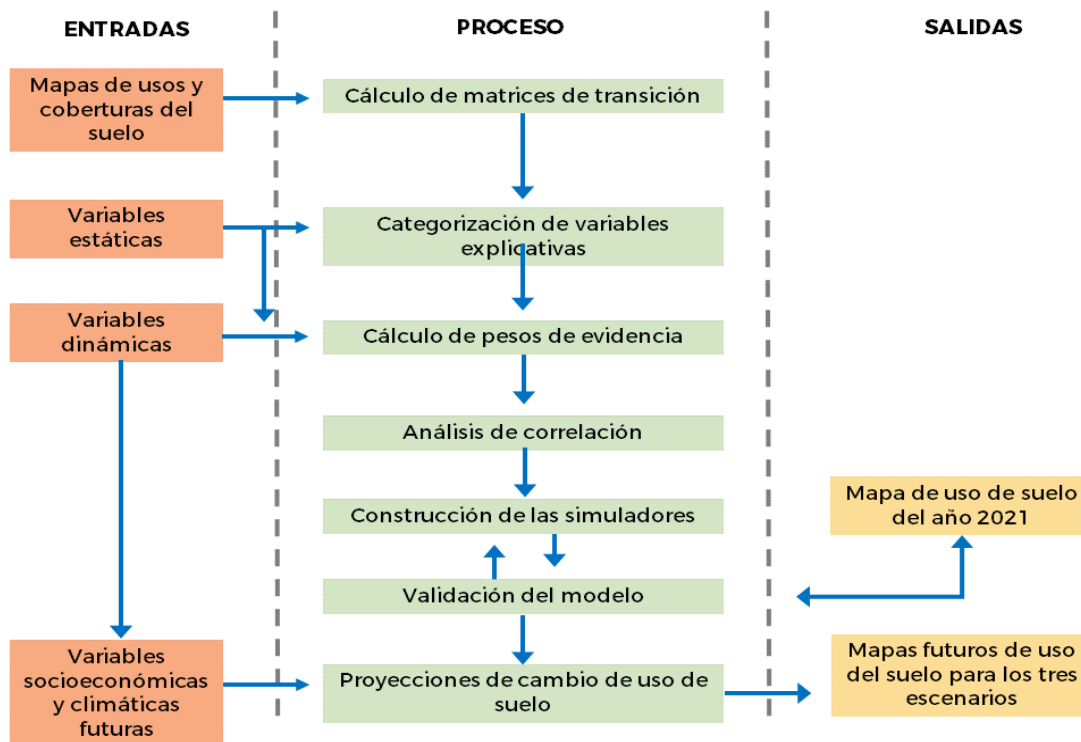 ENTRADAS
PROCESO
SALIDAS
Mapas de usos y
coberturas del
suelo
Cálculo de matrices de transición
Variables
estáticas
Categorización de variables
explicativas
Variables
dinámicas
Cálculo de pesos de evidencia
Análisis de correlación
Construcción de las simuladores
Mapa de uso de suelo
del año 2021
Validación del modelo
Variables
socioeconómicas
y climáticas
futuras
Proyecciones de cambio de uso de
suelo
Mapas futuros de uso
del suelo para los tres
escenarios